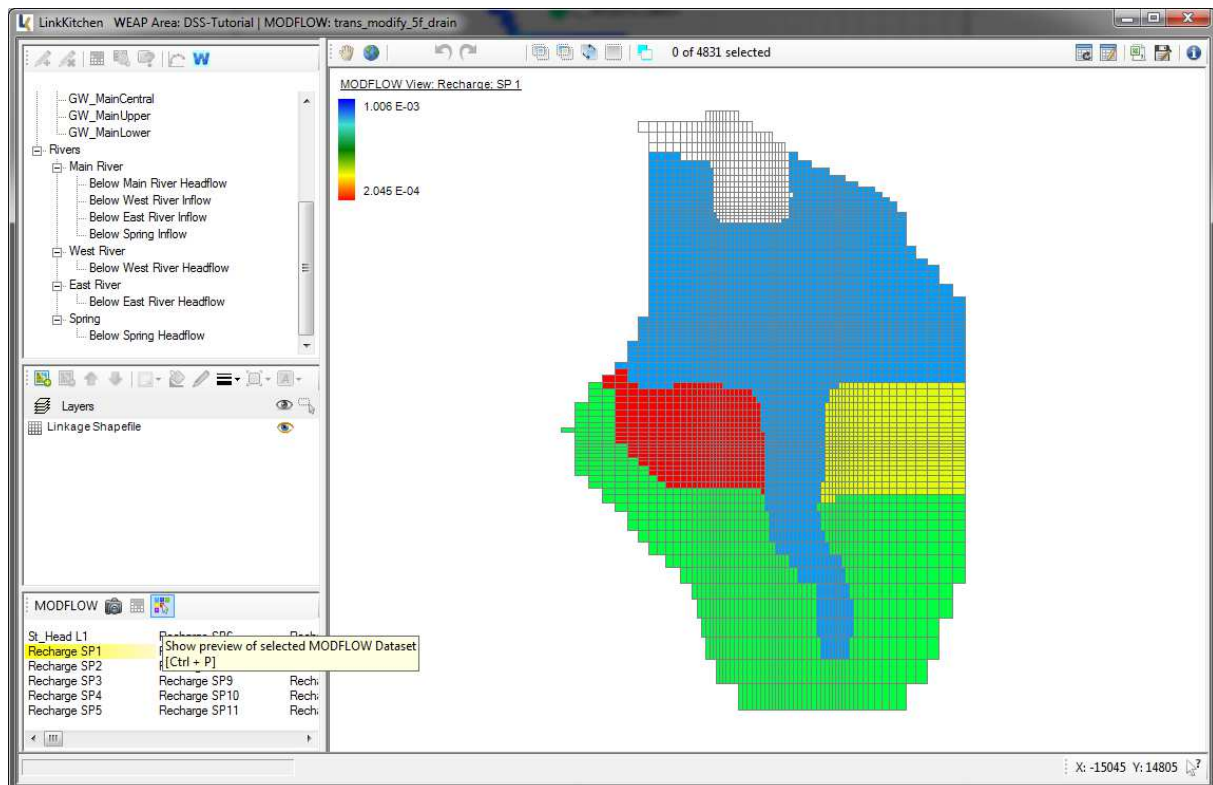 LinkKitchen WEAP Area: DSS-Tutorial | MODFLOW: trans_modify_5f_drain
W
0 of 4831 selected
GW_MainCentral
GW_MainUpper
GW_MainLower
Rivers
Main River
Below Main River Headflow
Below West River Inflow
Below East River Inflow
Below Spring Inflow
West River
Below West River Headflow
East River
Below East River Headflow
Spring
Below Spring Headflow
Layers
Linkage Shapefile
MODFLOW View: Recharge; SP 1
1.006 E-03
2.045 E-04
MODFLOW
St_Head L1
Recharge SP1
Recharge SP2
Recharge SP3 Recharge SP9 Rech
Recharge SP4 Recharge SP10 Rech
Recharge SP5 Recharge SP11 Rech
Show preview of selected MODFLOW Dataset
[Ctrl + P]
X: -15045 Y: 14805